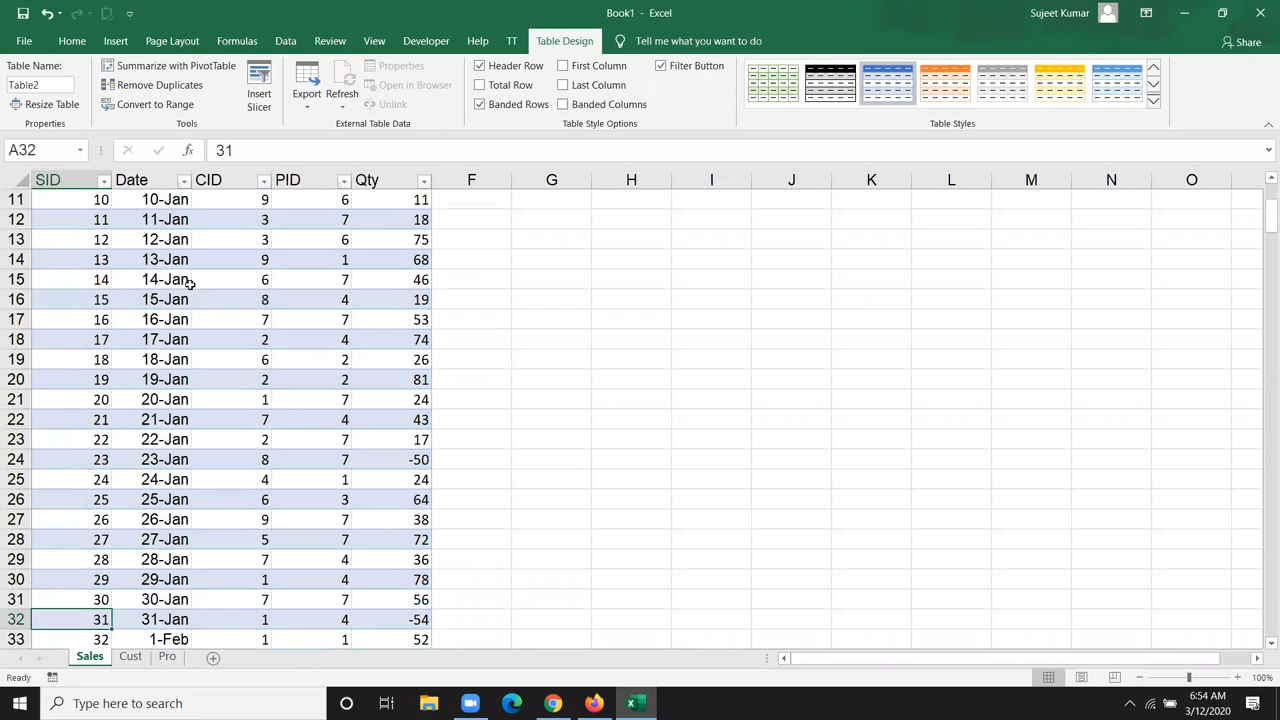 Book1 - Excel
Sujeet Kumar
File Home Insert Page Layout Formulas Data Review View Developer Help TT Table Design Tell me what you want to do Share
Table Name:
Table2
Resize Table
Properties
Summarize with PivotTable
Remove Duplicates
Convert to Range
Tools
Insert
Slicer
Export
Refresh
Properties
Open in Browser
Unlink
External Table Data
Header Row First Column Filter Button
Total Row Last Column
Banded Rows Banded Columns
Table Style Options
Table Styles
A32 fx 31
SID Date CID PID Qty F G H I J K L M N O
11 10 10-Jan 9 6 11
12 11 11-Jan 3 7 18
13 12 12-Jan 3 6 75
14 13 13-Jan 9 1 68
15 14 14-Jan 6 7 46
16 15 15-Jan 8 4 19
17 16 16-Jan 7 7 53
18 17 17-Jan 2 4 74
19 18 18-Jan 6 2 26
20 19 19-Jan 2 2 81
21 20 20-Jan 1 7 24
22 21 21-Jan 7 4 43
23 22 22-Jan 2 7 17
24 23 23-Jan 8 7 -50
25 24 24-Jan 4 1 24
26 25 25-Jan 6 3 64
27 26 26-Jan 9 7 38
28 27 27-Jan 5 7 72
29 28 28-Jan 7 4 36
30 29 29-Jan 1 4 78
31 30 30-Jan 7 7 56
32 31 31-Jan 1 4 -54
33 32 1-Feb 1 1 52
Sales Cust Pro
Ready 100%
Type here to search
6:54 AM
3/12/2020